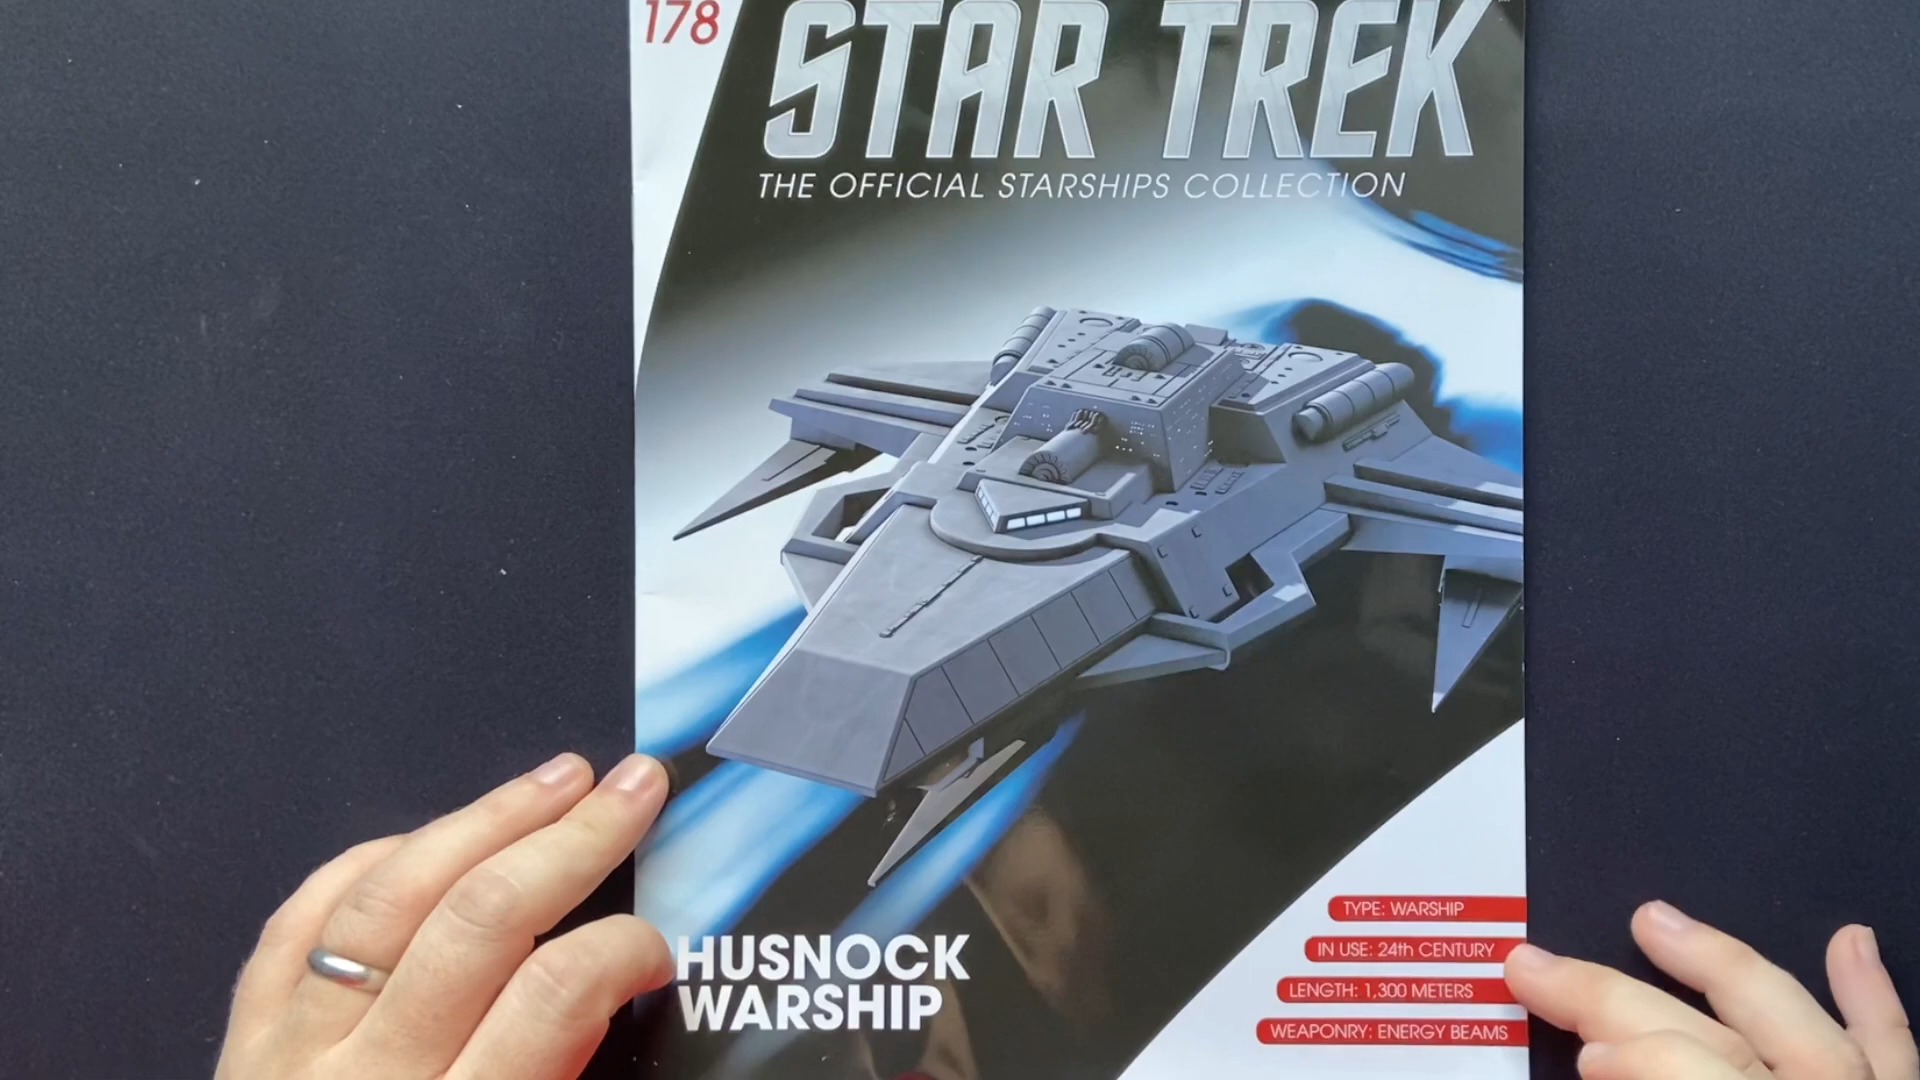 178
STAR TREK
THE OFFICIAL STARSHIPS COLLECTION
HUSNOCK
WARSHIP
TYPE: WARSHIP
IN USE: 24th CENTURY
LENGTH: 1,300 METERS
WEAPONRY: ENERGY BEAMS